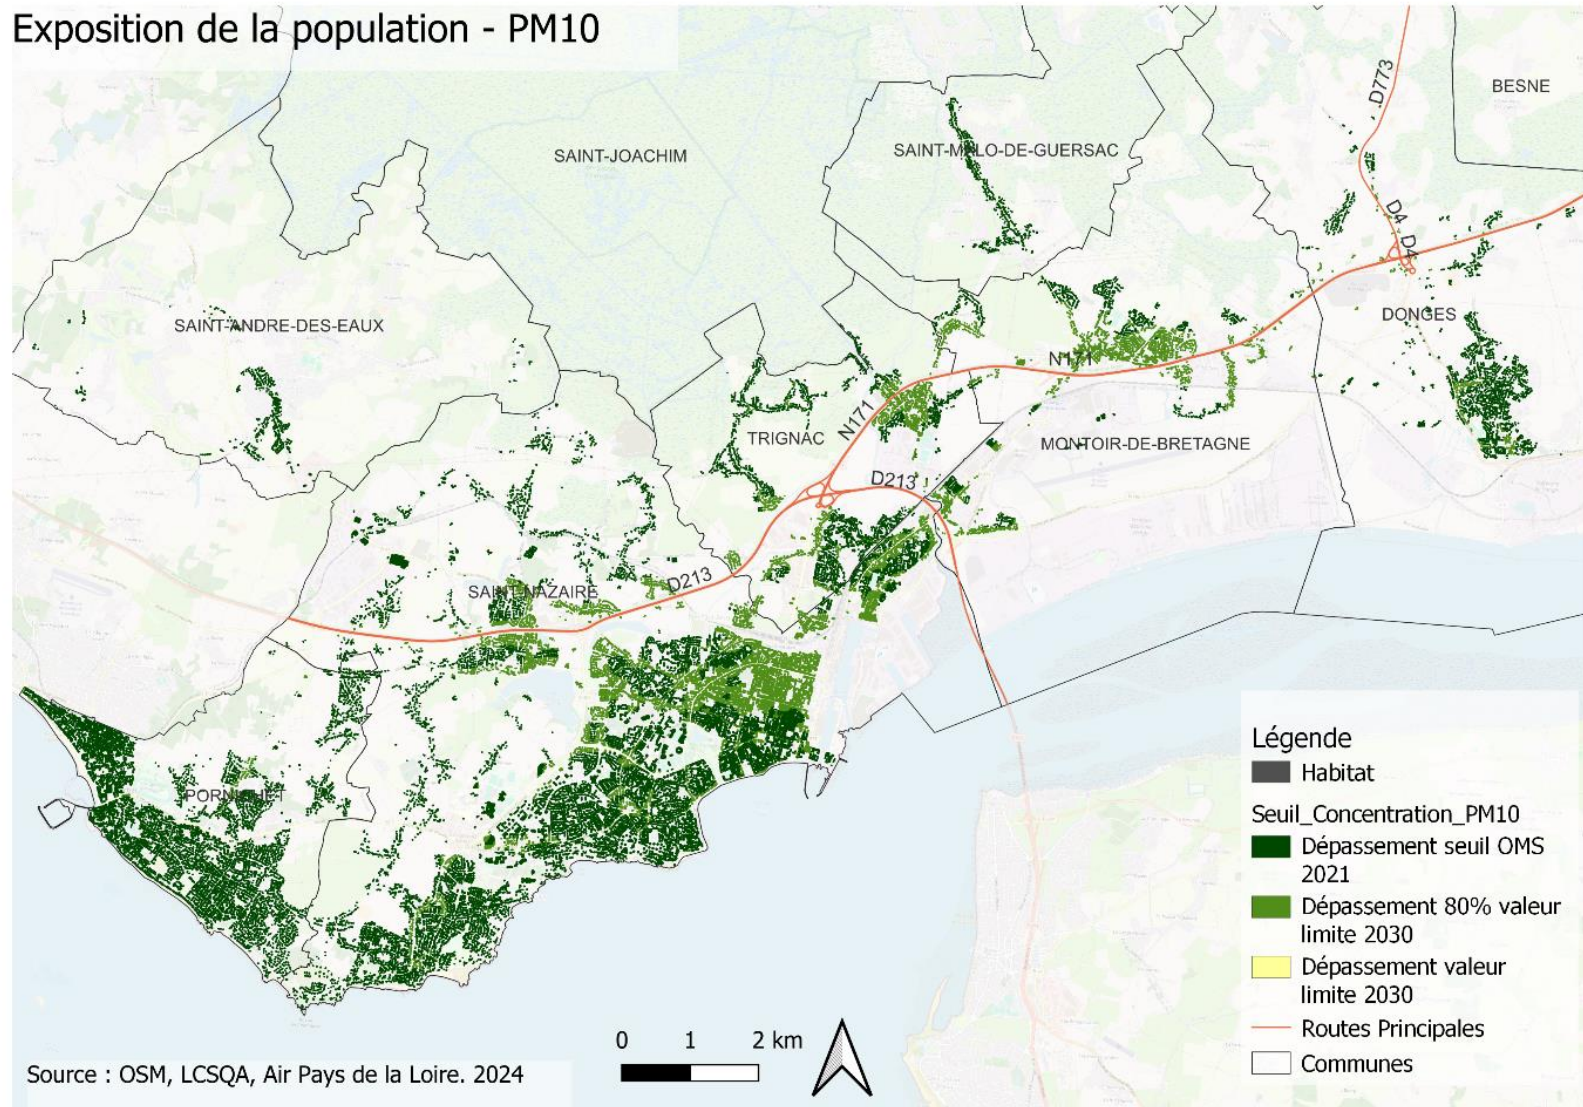 Exposition de la population - PM10
BESNE
D773
SAINT-JOACHIM
SAINT-MALO-DE-GUERSAC
D4
D4
SAINT-ANDRE-DES-EAUX
DONGES
N171
N171
TRIGNAC
MONTOIR-DE-BRETAGNE
D213
D213
SAINT-NAZAIRE
PORNICHET
Légende
Habitat
Seuil_Concentration_PM10
Dépassement seuil OMS
2021
Dépassement 80% valeur
limite 2030
Dépassement valeur
limite 2030
Routes Principales
Communes
0 1 2 km
Source : OSM, LCSQA, Air Pays de la Loire. 2024